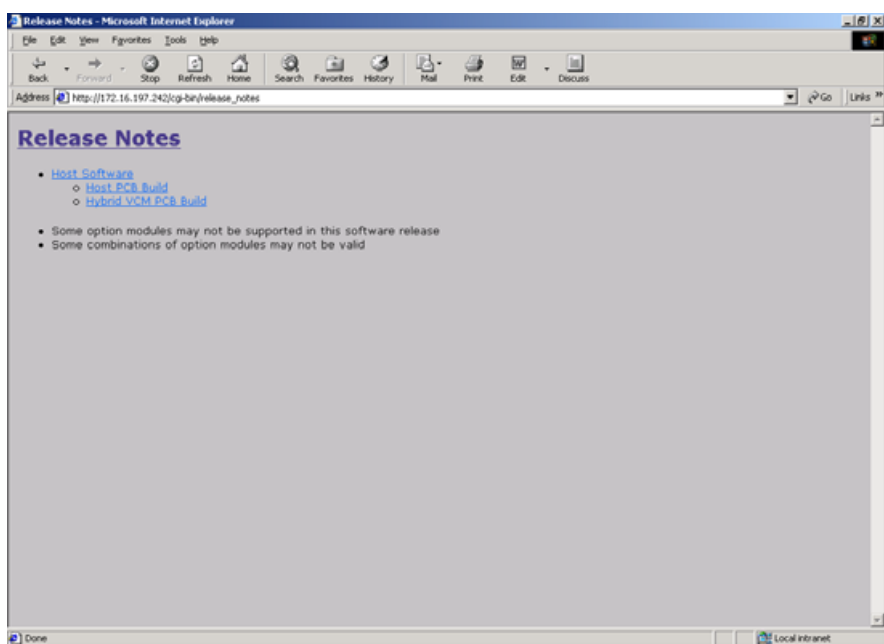 Release Notes - Microsoft Internet Explorer
File Edit View Favorites Tools Help
Back Forward Stop Refresh Home Search Favorites History Mail Print Edit Discuss
Address http://172.16.197.242/cgi-bin/release_notes Go Links »
Release Notes
• Host Software
o Host PCB Build
o Hybrid VCM PCB Build
• Some option modules may not be supported in this software release
• Some combinations of option modules may not be valid
Done Local intranet